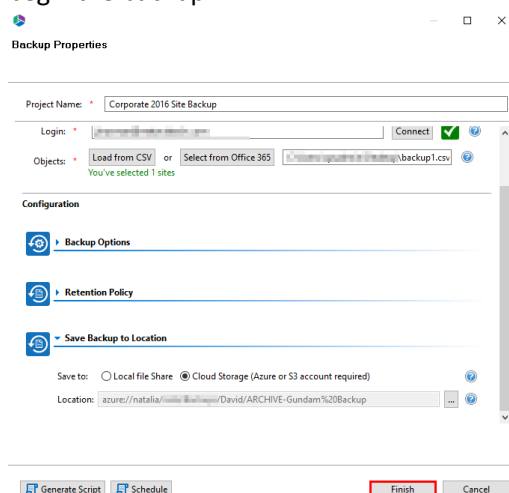 Backup Properties
Project Name: * Corporate 2016 Site Backup
Login: * Connect
Objects: * Load from CSV or Select from Office 365 \backup1.csv
You've selected 1 sites
Configuration
Backup Options
Retention Policy
Save Backup to Location
Save to: Local file Share Cloud Storage (Azure or S3 account required)
Location: azure://natalia/ /David/ARCHIVE-Gundam%20Backup ...
Generate Script Schedule Finish Cancel